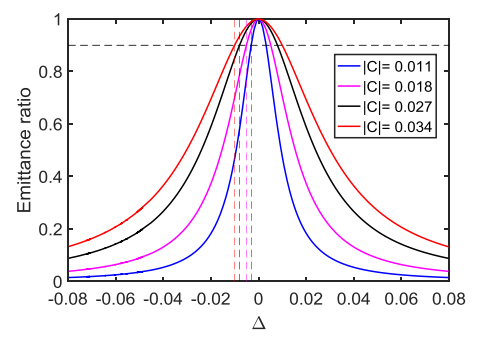 1
0.8
0.6
0.4
0.2
0
Emittance ratio
|C|= 0.011
|C|= 0.018
|C|= 0.027
|C|= 0.034
-0.08 -0.06 -0.04 -0.02 0 0.02 0.04 0.06 0.08
Δ